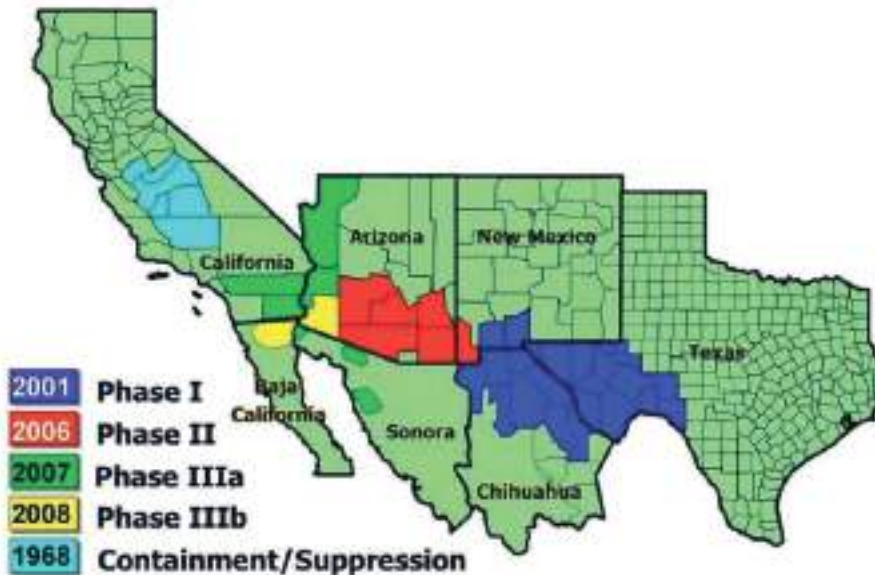 Arizona
New Mexico
California
Texas
Baja
California
Sonora
Chihuahua
2001 Phase I
2006 Phase II
2007 Phase IIIa
2008 Phase IIIb
1968 Containment/Suppression